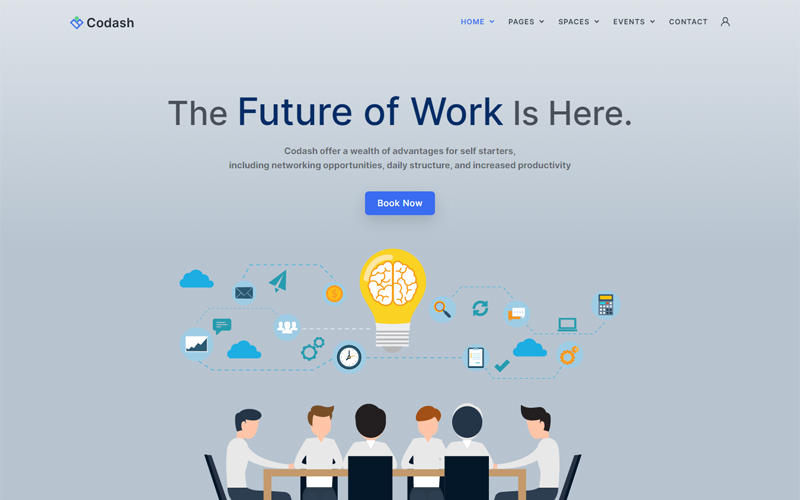 Codash
HOME
PAGES
SPACES
EVENTS
CONTACT
The Future of Work Is Here.
Codash offer a wealth of advantages for self starters,
including networking opportunities, daily structure, and increased productivity
Book Now